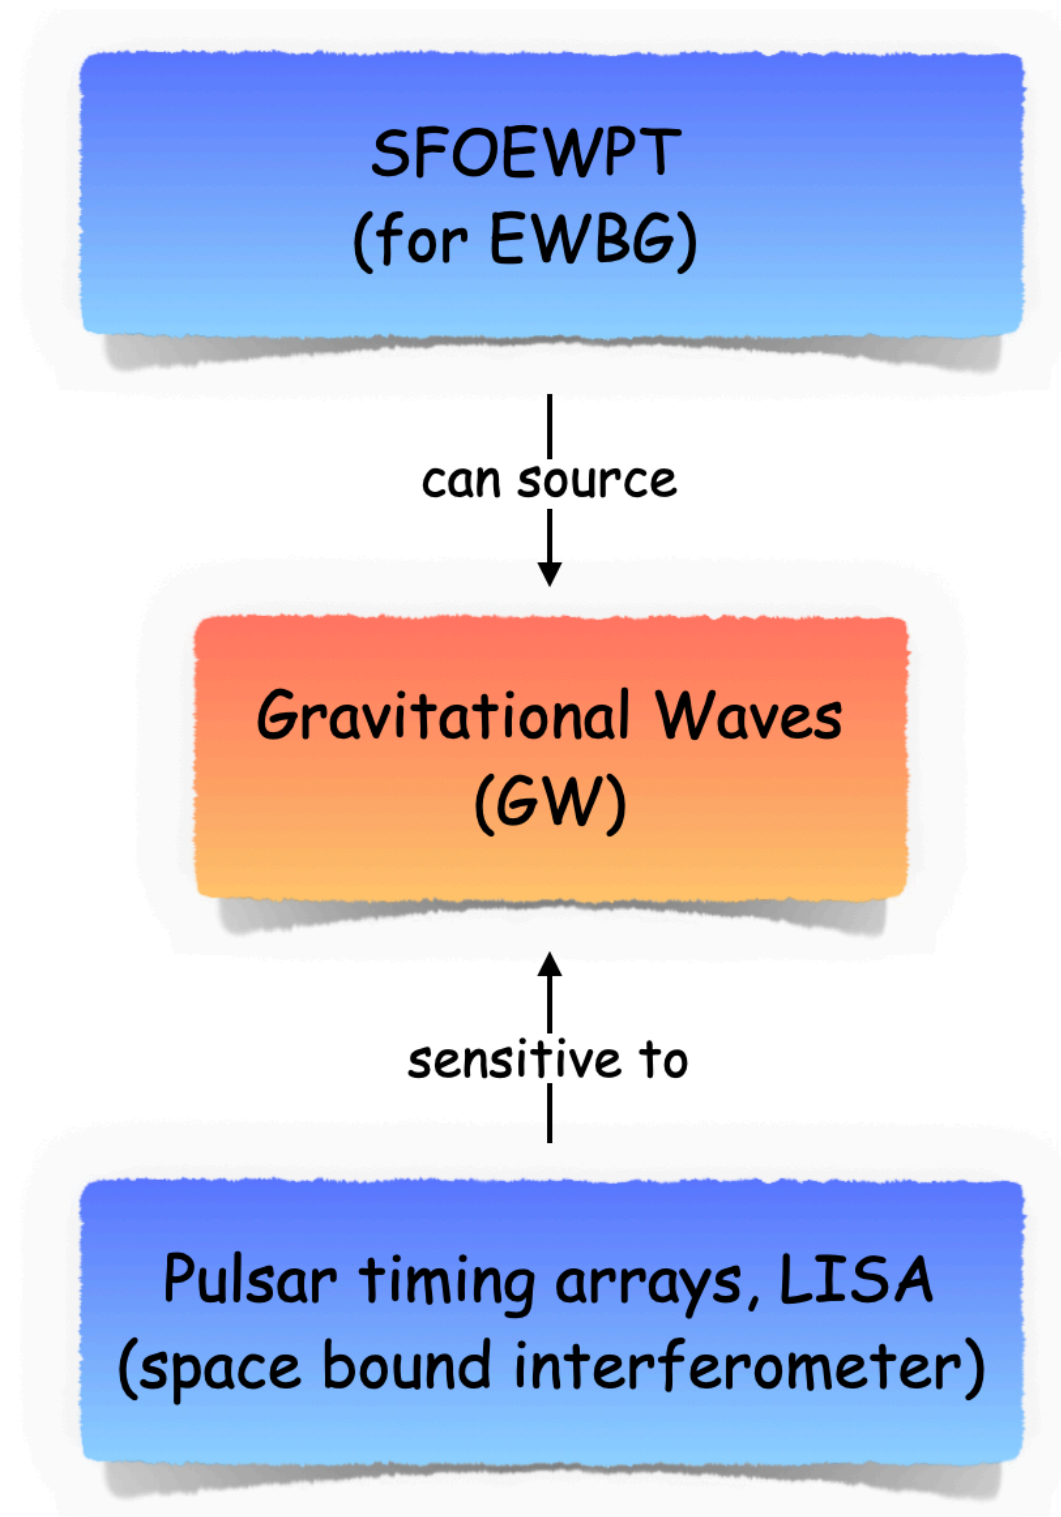 SFOEWPT
(for EWBG)
can source
Gravitational Waves
(GW)
sensitive to
Pulsar timing arrays, LISA
(space bound interferometer)